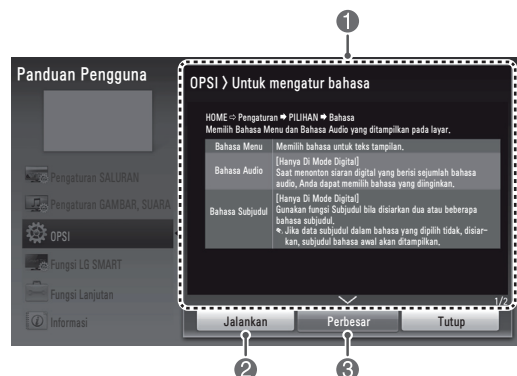 1
Panduan Pengguna
Pengaturan SALURAN
Pengaturan GAMBAR, SUARA
OPSI
Fungsi LG SMART
Fungsi Lanjutan
Informasi
OPSI > Untuk mengatur bahasa
HOME ⇨ Pengaturan ➡ PILIHAN ➡ Bahasa
Memilih Bahasa Menu dan Bahasa Audio yang ditampilkan pada layar.
Bahasa Menu Memilih bahasa untuk teks tampilan.
Bahasa Audio [Hanya Di Mode Digital]
Saat menonton siaran digital yang berisi sejumlah bahasa
audio, Anda dapat memilih bahasa yang diinginkan.
Bahasa Subjudul [Hanya Di Mode Digital]
Gunakan fungsi Subjudul bila disiarkan dua atau beberapa
bahasa subjudul.
Jika data subjudul dalam bahasa yang dipilih tidak, disiar-
kan, subjudul bahasa awal akan ditampilkan.
1/2
Jalankan Perbesar Tutup
2 3